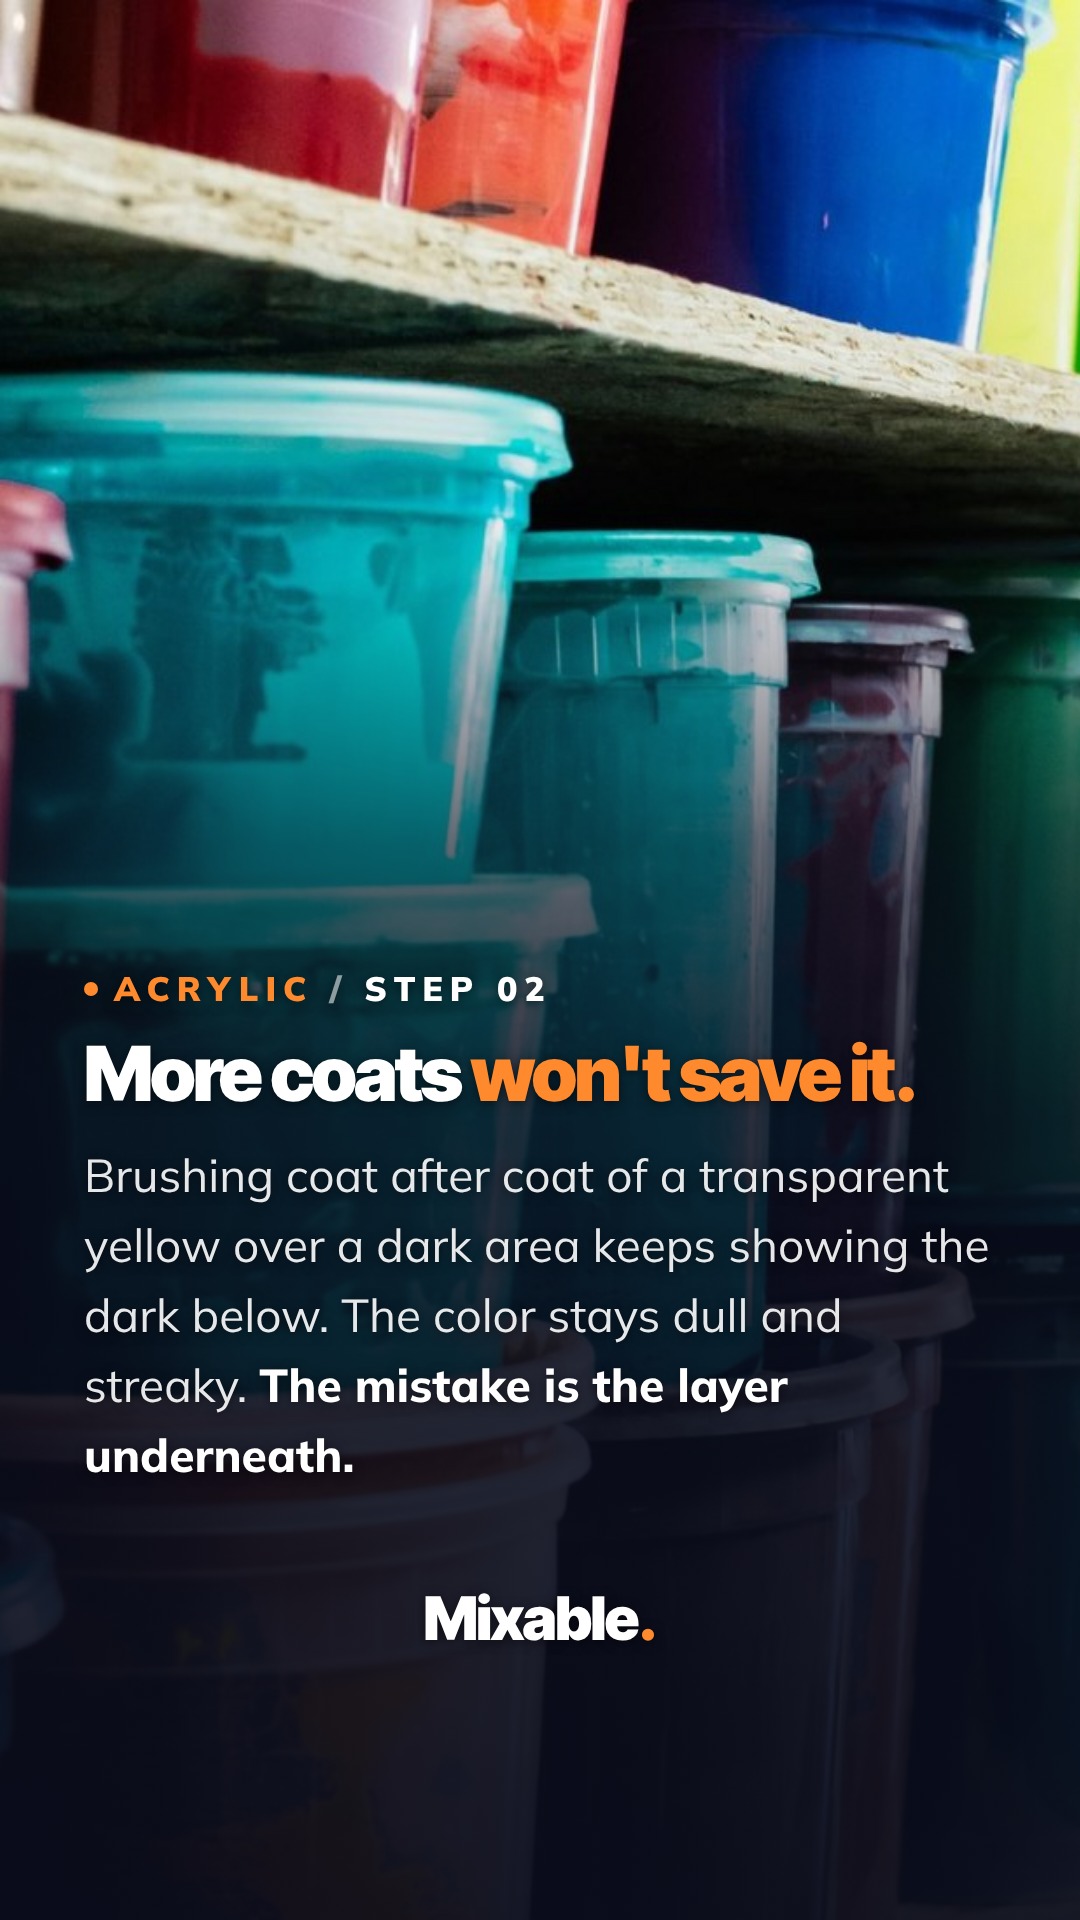 • ACRYLIC / STEP 02
More coats won't save it.
Brushing coat after coat of a transparent
yellow over a dark area keeps showing the
dark below. The color stays dull and
streaky. The mistake is the layer
underneath.
Mixable.